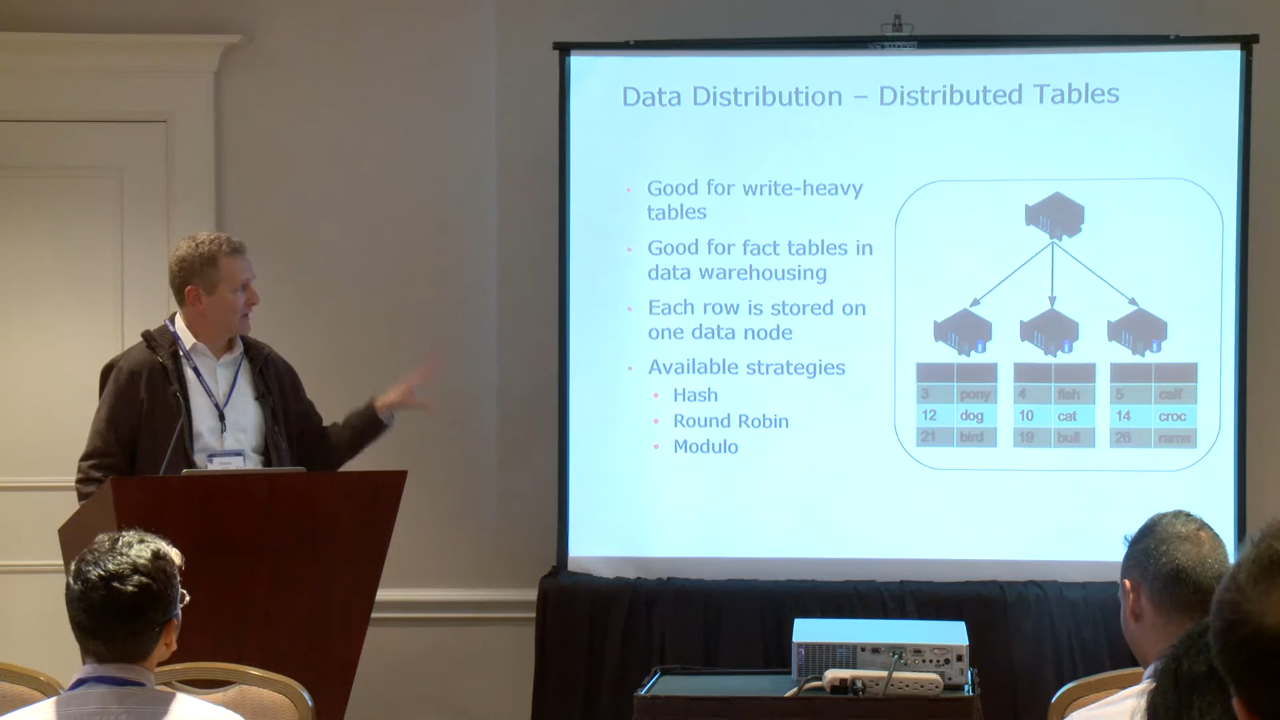 Data Distribution – Distributed Tables
• Good for write-heavy
tables
• Good for fact tables in
data warehousing
• Each row is stored on
one data node
• Available strategies
• Hash
• Round Robin
• Modulo
3 pony 4 fish 5 calf
12 dog 10 cat 14 croc
21 bird 19 bull 26 rams